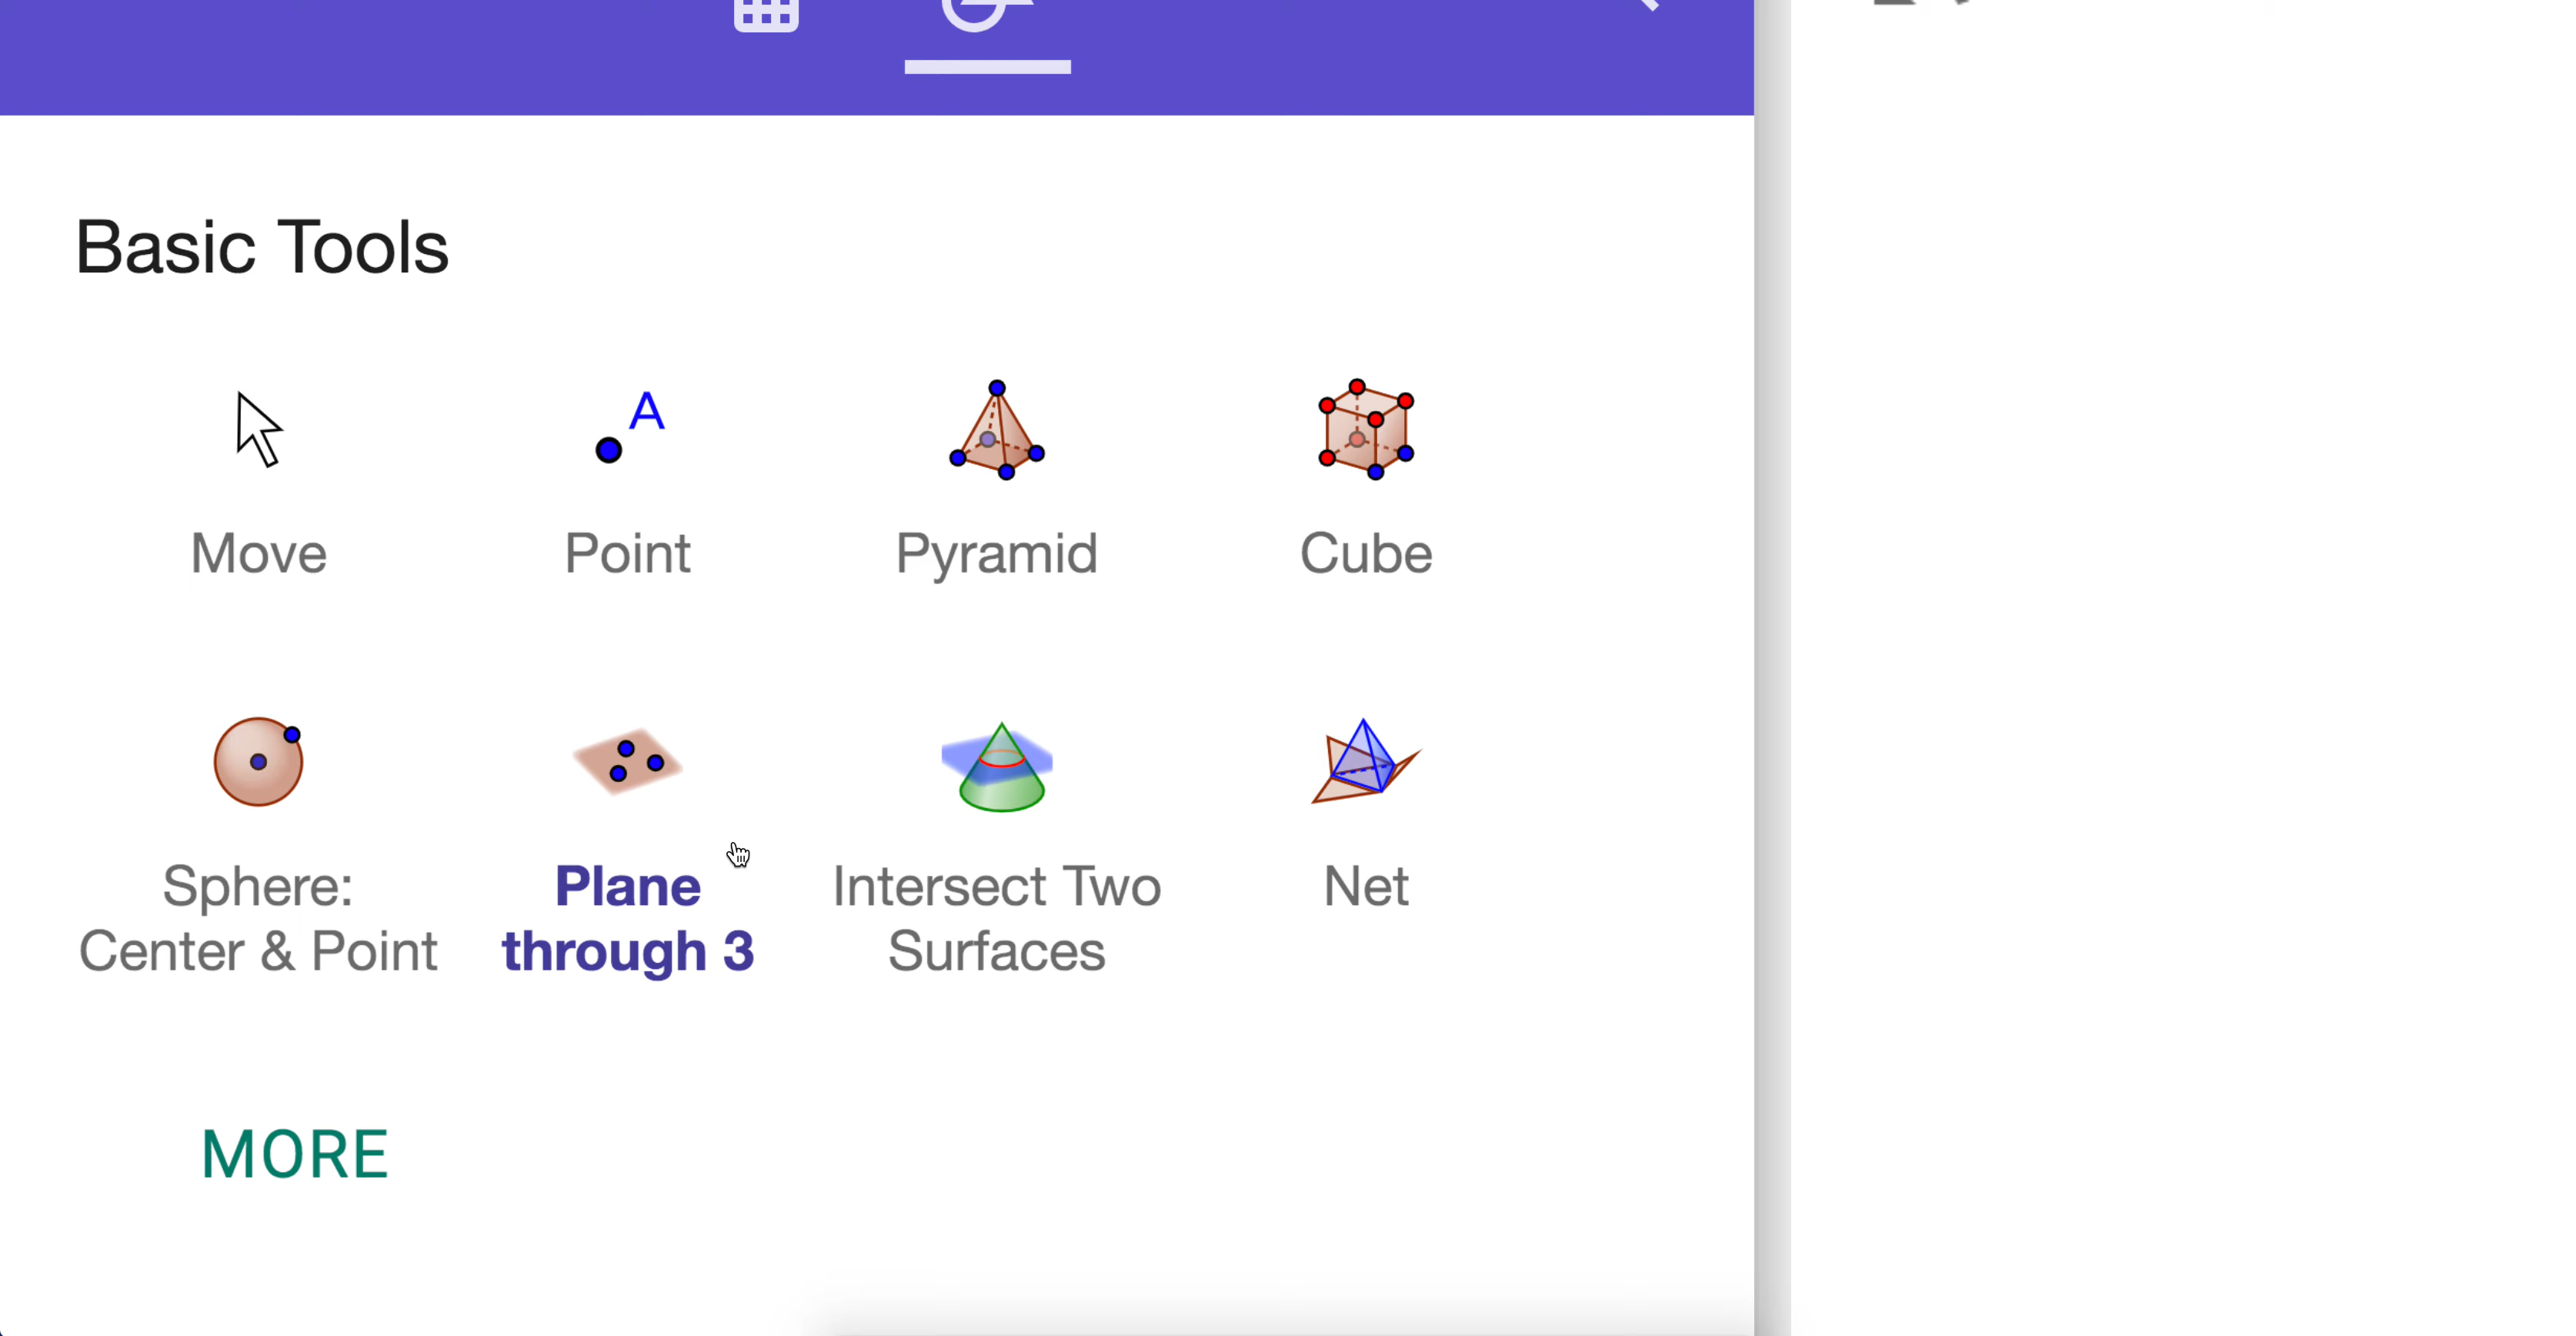 Basic Tools
A
Move
Point
Pyramid
Cube
Sphere:
Center & Point
Plane
through 3
Intersect Two
Surfaces
Net
MORE